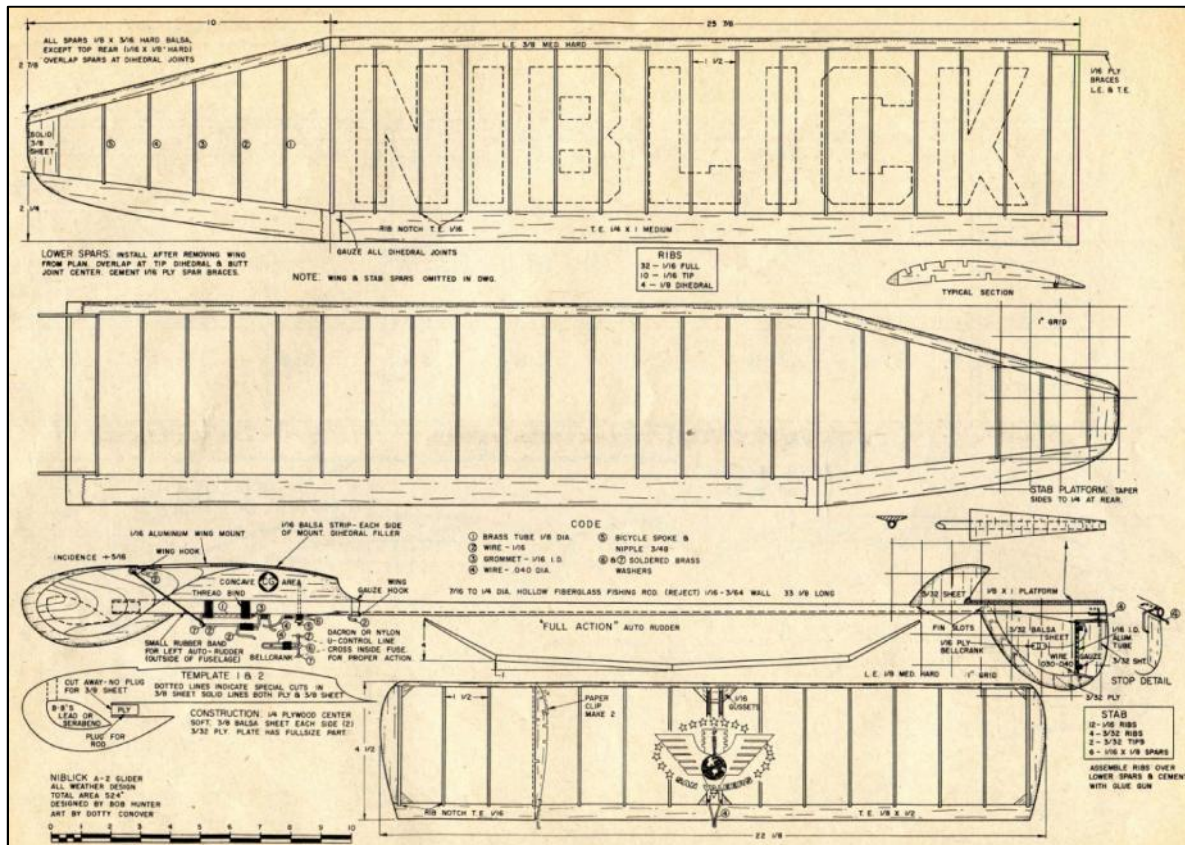 10
25 7/8
ALL SPARS 1/8 X 3/16 HARD BALSA,
EXCEPT TOP REAR (1/16 X 1/8" HARD)
OVERLAP SPARS AT DIHEDRAL JOINTS
L.E. 3/8 MED. HARD
2 7/8
1 1/2
1/16 PLY
BRACES
L.E. & T.E.
NIBLICK
SOLID
3/8
SHEET
⑤ ④ ③ ② ①
2 1/4
RIB NOTCH T.E. 1/16
T.E. 1/4 X 1 MEDIUM
GAUZE ALL DIHEDRAL JOINTS
LOWER SPARS: INSTALL AFTER REMOVING WING
FROM PLAN. OVERLAP AT TIP DIHEDRAL & BUTT
JOINT CENTER. CEMENT 1/16 PLY SPAR BRACES.
NOTE: WING & STAB SPARS OMITTED IN DWG.
RIBS
32 - 1/16 FULL
10 - 1/16 TIP
4 - 1/8 DIHEDRAL
TYPICAL SECTION
1" GRID
STAB PLATFORM: TAPER
SIDES TO 1/4 AT REAR.
1/16 ALUMINUM WING MOUNT
1/16 BALSA STRIP-EACH SIDE
OF MOUNT. DIHEDRAL FILLER
INCIDENCE +5/16
WING HOOK
CODE
① BRASS TUBE 1/8 DIA.
② WIRE - 1/16
③ GROMMET - 1/16 I.D.
④ WIRE - .040 DIA.
⑤ BICYCLE SPOKE &
NIPPLE 3/48
⑥ & ⑦ SOLDERED BRASS
WASHERS
CONCAVE CG AREA
THREAD BIND
WING
GAUZE HOOK
7/16 TO 1/4 DIA. HOLLOW FIBERGLASS FISHING ROD. (REJECT) 1/16-3/64 WALL 33 1/8 LONG
3/32 SHEET
1/8 X 1 PLATFORM
SMALL RUBBER BAND
FOR LEFT AUTO-RUDDER
(OUTSIDE OF FUSELAGE)
BELLCRANK
DACRON OR NYLON
U-CONTROL LINE
CROSS INSIDE FUSE.
FOR PROPER ACTION.
"FULL ACTION" AUTO RUDDER
FIN SLOTS
1/16 PLY
BELLCRANK
3/32 BALSA
SHEET
WIRE
.030-.040
GAUZE
1/16 I.D.
ALUM.
TUBE
3/32 SHT.
STOP DETAIL
3/32 PLY
TEMPLATE 1 & 2
CUT AWAY-NO PLUG
FOR 3/8 SHEET
DOTTED LINES INDICATE SPECIAL CUTS IN
3/8 SHEET SOLID LINES BOTH PLY & 3/8 SHEET
B-B'S
LEAD OR
SERABEND
PLY
PLUG FOR
ROD
CONSTRUCTION: 1/4 PLYWOOD CENTER
SOFT, 3/8 BALSA SHEET EACH SIDE (2)
3/32 PLY. PLATE HAS FULLSIZE PART.
L.E. 1/8 MED. HARD
1" GRID
1 1/2
PAPER
CLIP
MAKE 2
1/16
GUSSETS
4 1/2
STAB
12-1/16 RIBS
4-3/32 RIBS
2-3/32 TIPS
6-1/16 X 1/8 SPARS
ASSEMBLE RIBS OVER
LOWER SPARS & CEMENT
WITH GLUE GUN
NIBLICK A-2 GLIDER
ALL WEATHER DESIGN
TOTAL AREA 524"
DESIGNED BY BOB HUNTER
ART BY DOTTY CONOVER
RIB NOTCH T.E. 1/16
T.E. 1/8 X 1/2
22 1/8
0 1 2 3 4 5 6 7 8 9 10